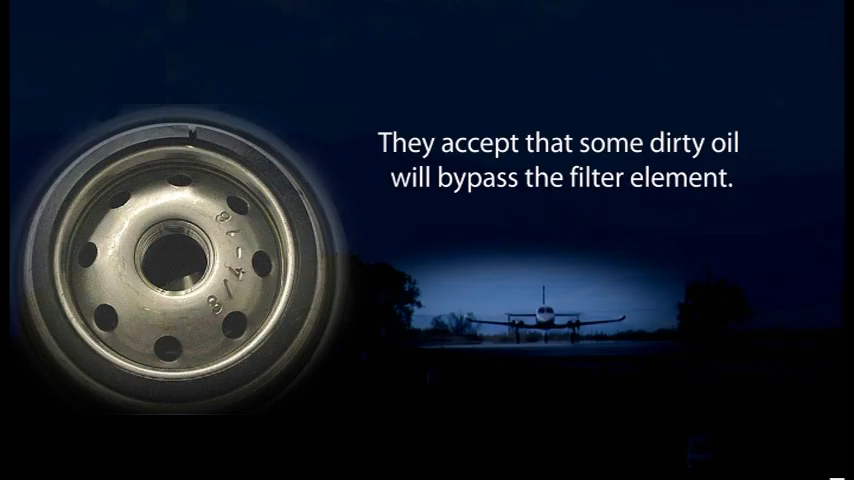 They accept that some dirty oil
will bypass the filter element.